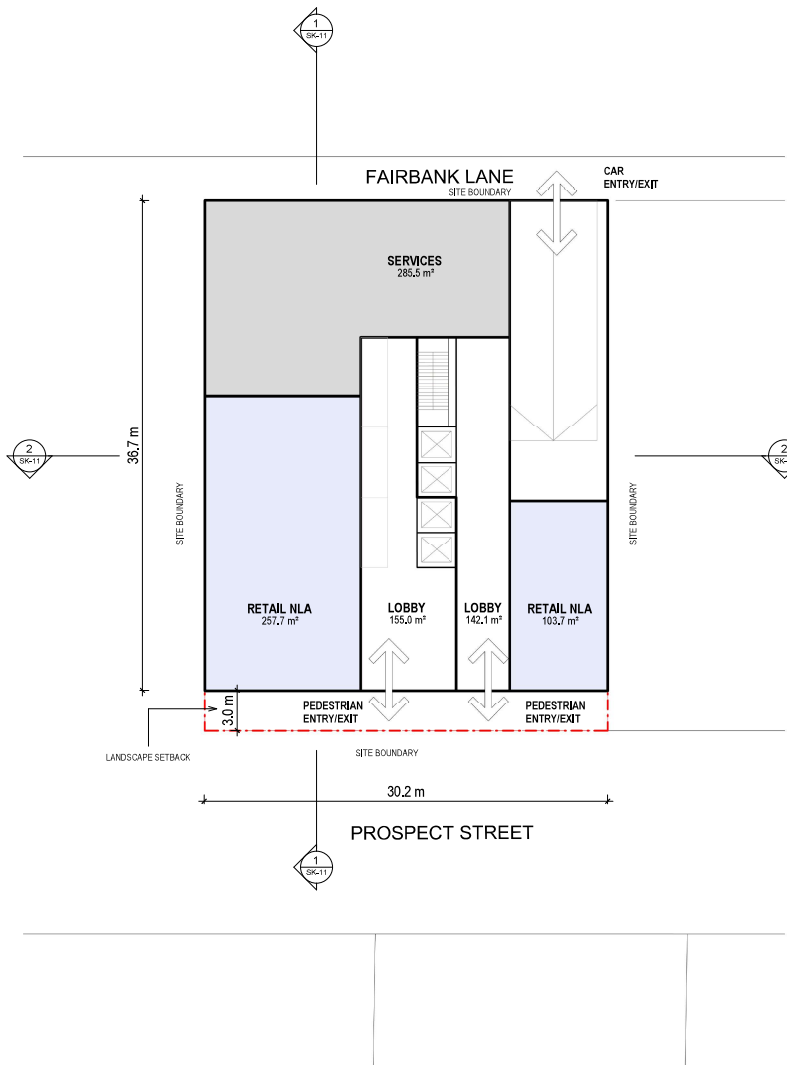 1
SK-11
FAIRBANK LANE
SITE BOUNDARY
CAR
ENTRY/EXIT
SERVICES
285.5 m²
36.7 m
2
SK-11
2
SITE BOUNDARY
SITE BOUNDARY
RETAIL NLA
257.7 m²
LOBBY
155.0 m²
LOBBY
142.1 m²
RETAIL NLA
103.7 m²
3.0 m
PEDESTRIAN
ENTRY/EXIT
PEDESTRIAN
ENTRY/EXIT
LANDSCAPE SETBACK
SITE BOUNDARY
30.2 m
PROSPECT STREET
1
SK-11